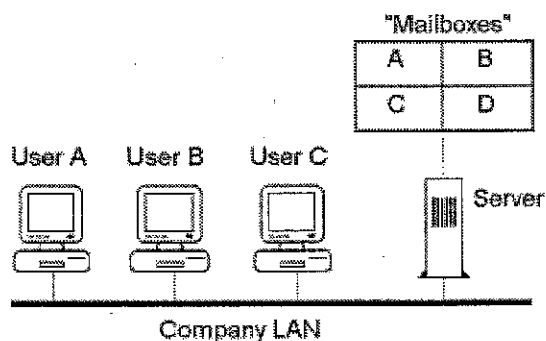 "Mailboxes"
A B
C D
User A User B User C
Server
Company LAN